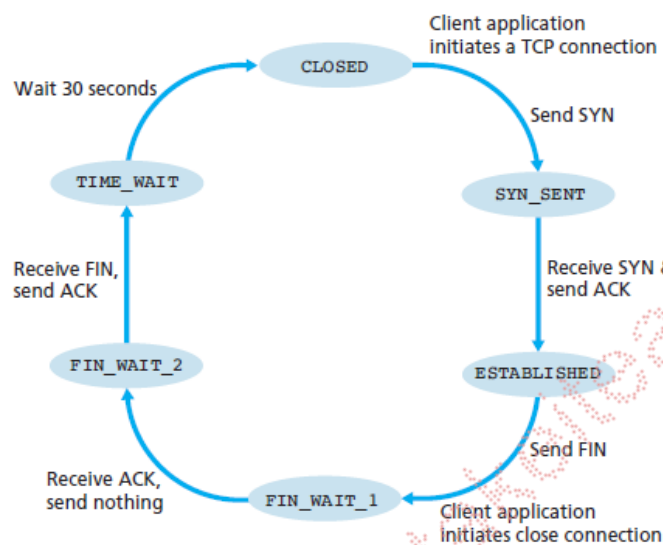 Client application
initiates a TCP connection
CLOSED
Wait 30 seconds
Send SYN
TIME_WAIT
SYN_SENT
Receive FIN,
send ACK
Receive SYN &
send ACK
FIN_WAIT_2
ESTABLISHED
Send FIN
Receive ACK,
send nothing
FIN_WAIT_1
Client application
initiates close connection